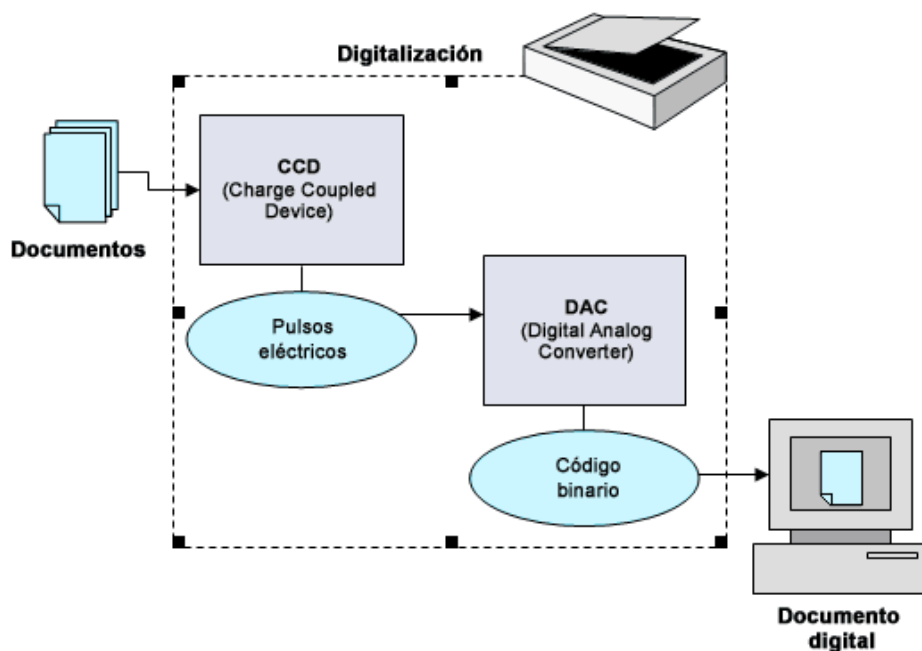 Digitalización
CCD
(Charge Coupled
Device)
Documentos
Pulsos
eléctricos
DAC
(Digital Analog
Converter)
Código
binario
Documento
digital